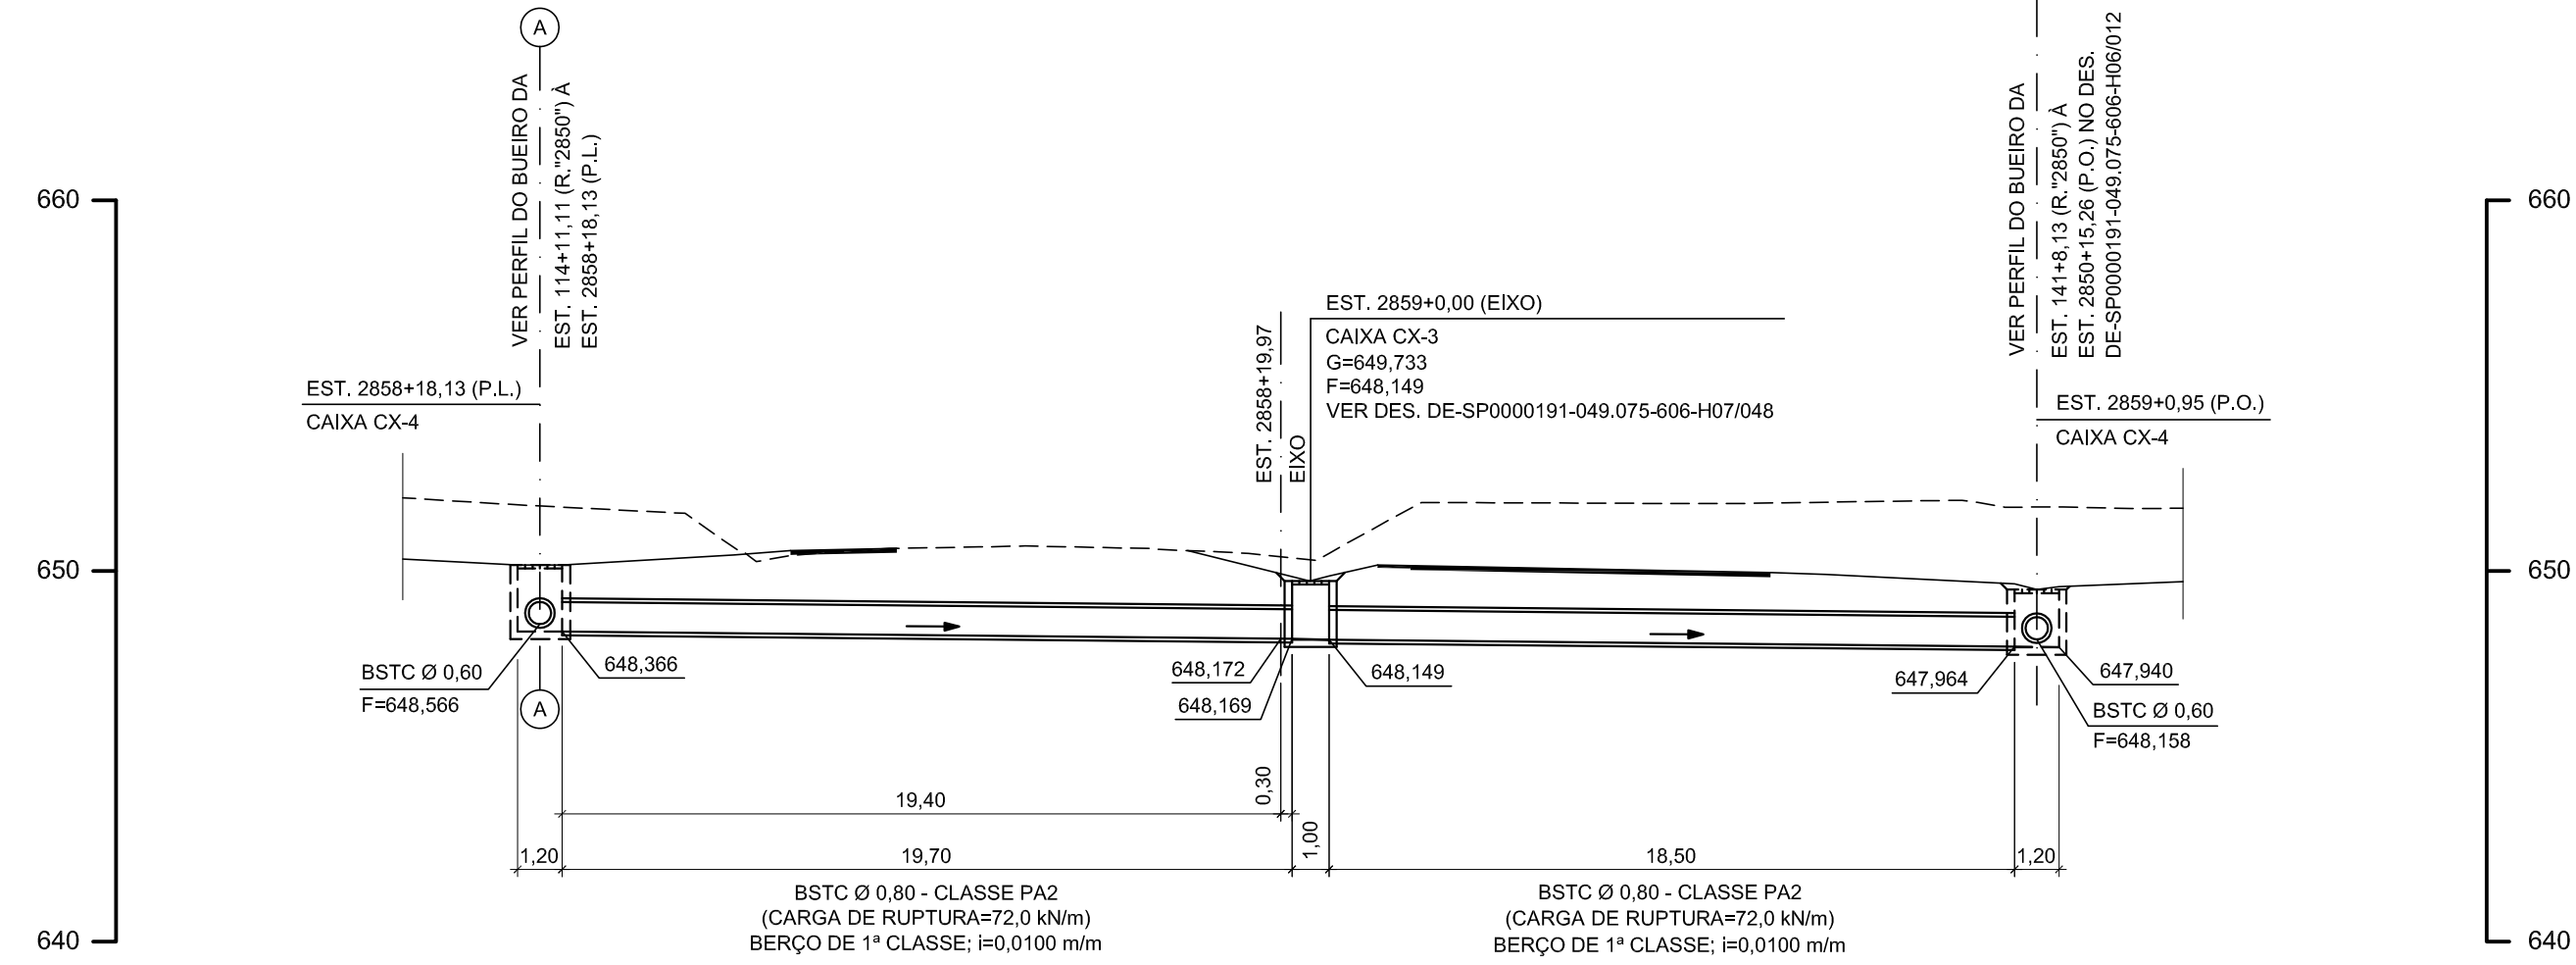 A
VER PERFIL DO BUEIRO DA
EST. 114+11,11 (R."2850") À
EST. 2858+18,13 (P.L.)
VER PERFIL DO BUEIRO DA
EST. 141+8,13 (R."2850") À
EST. 2850+15,26 (P.O.) NO DES.
DE-SP0000191-049.075-606-H06/012
660
660
EST. 2859+0,00 (EIXO)
CAIXA CX-3
G=649,733
F=648,149
VER DES. DE-SP0000191-049.075-606-H07/048
EST. 2858+19,97
EIXO
EST. 2858+18,13 (P.L.)
CAIXA CX-4
EST. 2859+0,95 (P.O.)
CAIXA CX-4
650
650
BSTC Ø 0,60
F=648,566
A
648,366
648,172
648,169
648,149
647,964
647,940
BSTC Ø 0,60
F=648,158
19,40
0,30
1,20
19,70
1,00
18,50
1,20
BSTC Ø 0,80 - CLASSE PA2
(CARGA DE RUPTURA=72,0 kN/m)
BERÇO DE 1ª CLASSE; i=0,0100 m/m
BSTC Ø 0,80 - CLASSE PA2
(CARGA DE RUPTURA=72,0 kN/m)
BERÇO DE 1ª CLASSE; i=0,0100 m/m
640
640